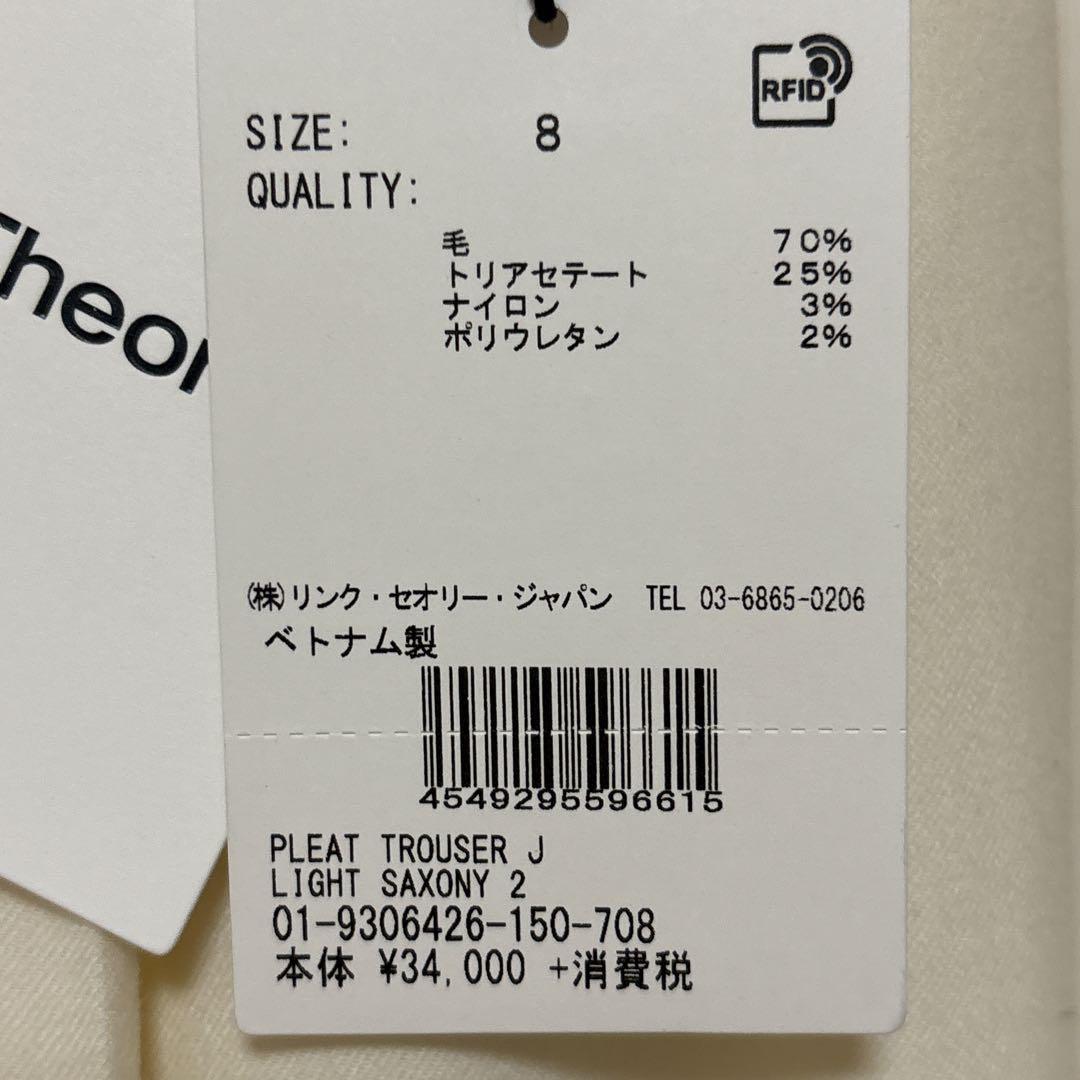 RFID
SIZE: 8
QUALITY:
毛 70%
トリアセテート 25%
ナイロン 3%
ポリウレタン 2%
Theor
㈱リンク・セオリー・ジャパン TEL 03-6865-0206
ベトナム製
4549295596615
PLEAT TROUSER J
LIGHT SAXONY 2
01-9306426-150-708
本体 ¥34,000 +消費税